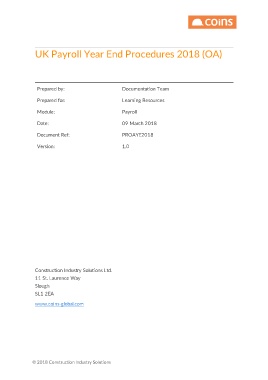 coins
UK Payroll Year End Procedures 2018 (OA)
Prepared by: Documentation Team
Prepared for: Learning Resources
Module: Payroll
Date: 09 March 2018
Document Ref: PROAYE2018
Version: 1.0
Construction Industry Solutions Ltd.
11 St. Laurence Way
Slough
SL1 2EA
www.coins-global.com
© 2018 Construction Industry Solutions